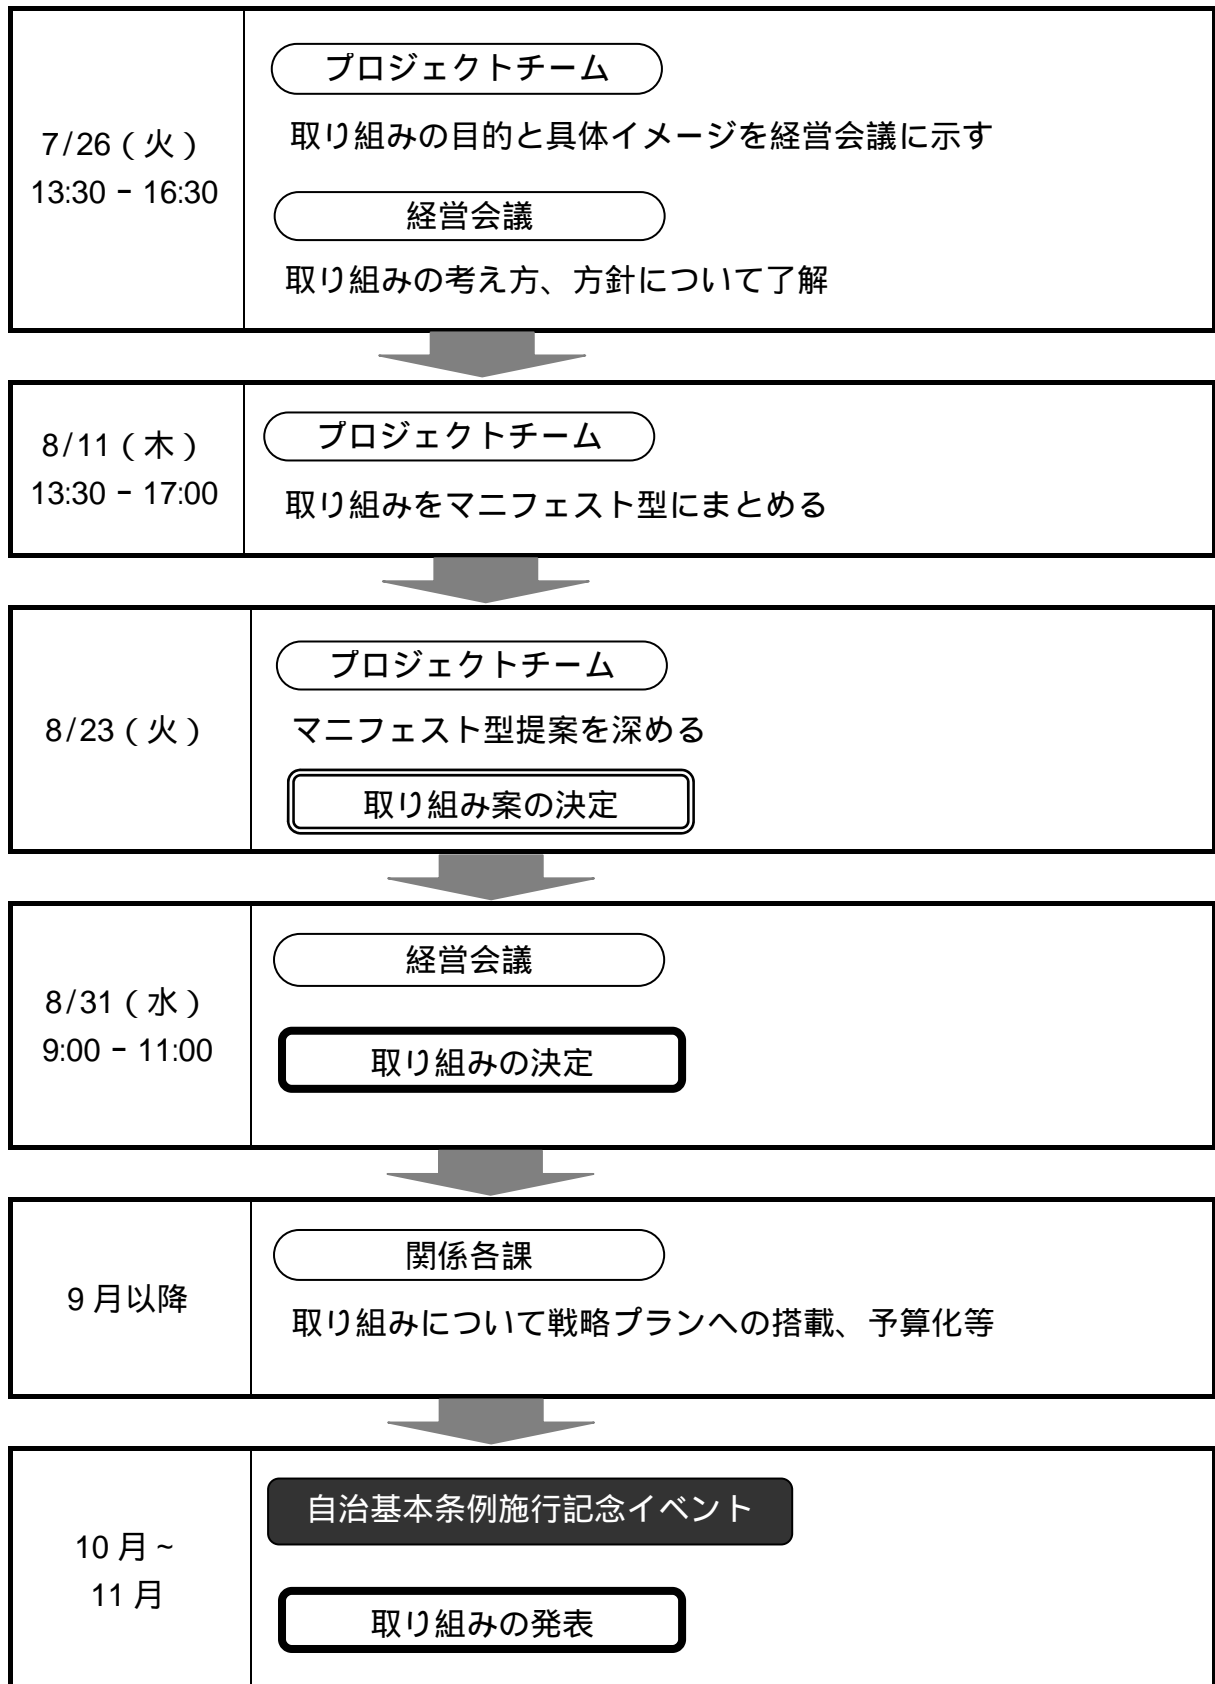 7/26（火）
13:30 − 16:30
プロジェクトチーム
取り組みの目的と具体イメージを経営会議に示す
経営会議
取り組みの考え方、方針について了解
8/11（木）
13:30 − 17:00
プロジェクトチーム
取り組みをマニフェスト型にまとめる
8/23（火）
プロジェクトチーム
マニフェスト型提案を深める
取り組み案の決定
8/31（水）
9:00 − 11:00
経営会議
取り組みの決定
9 月以降
関係各課
取り組みについて戦略プランへの搭載、予算化等
10 月~
11 月
自治基本条例施行記念イベント
取り組みの発表